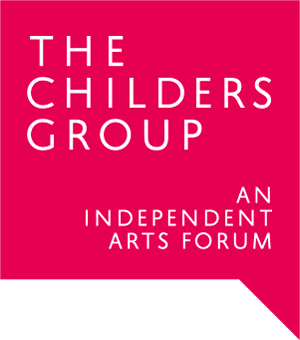 THE
CHILDERS
GROUP
AN
INDEPENDENT
ARTS FORUM